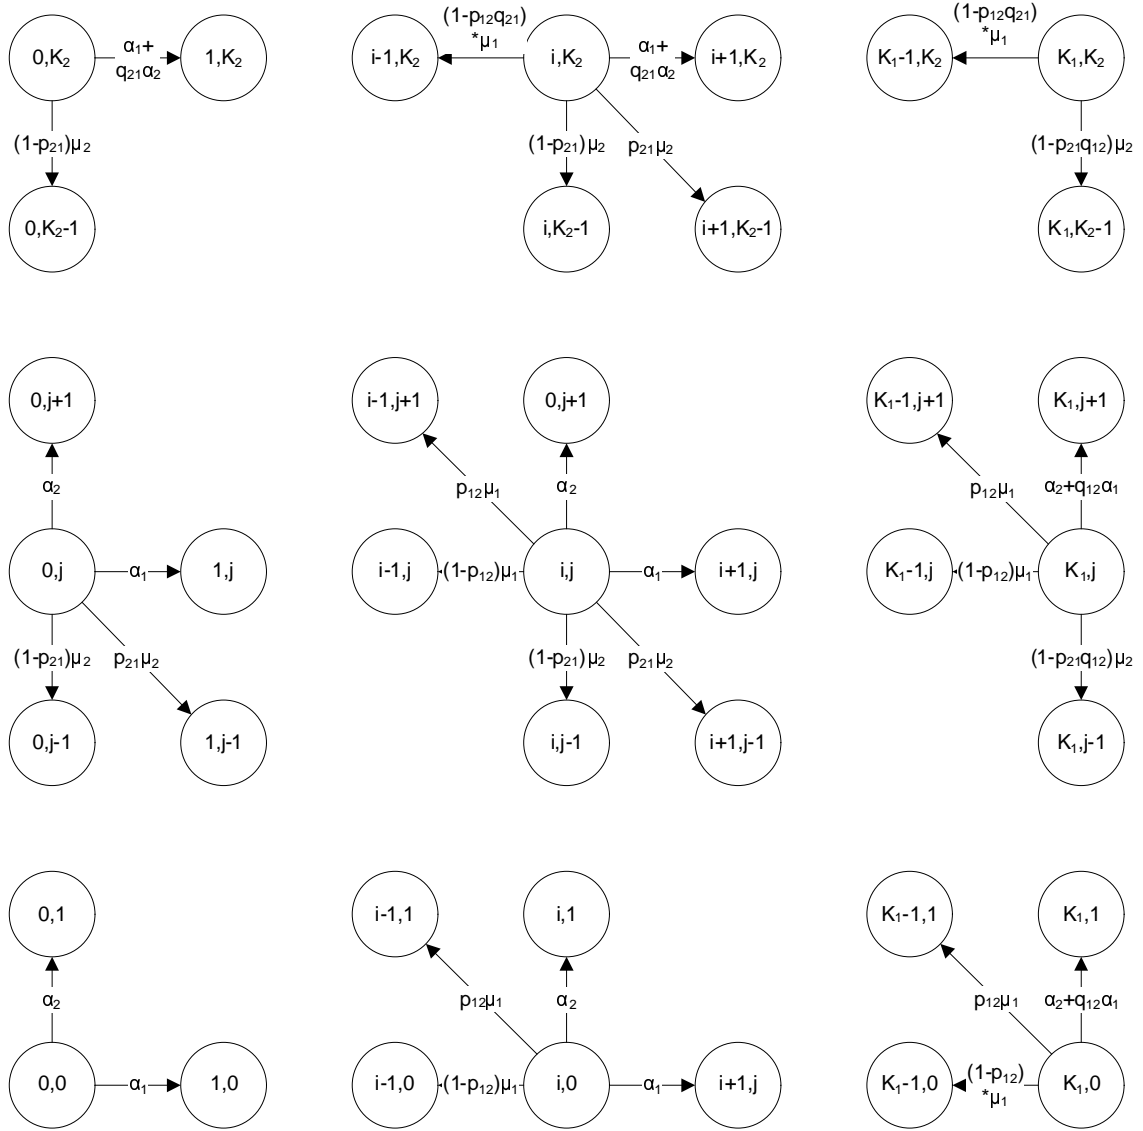 (1-p₁₂q₂₁)
*μ₁
(1-p₁₂q₂₁)
*μ₁
0,K₂
α₁+
q₂₁α₂
1,K₂
i-1,K₂
i,K₂
α₁+
q₂₁α₂
i+1,K₂
K₁-1,K₂
K₁,K₂
(1-p₂₁)μ₂
(1-p₂₁)μ₂
p₂₁μ₂
(1-p₂₁q₁₂)μ₂
0,K₂-1
i,K₂-1
i+1,K₂-1
K₁,K₂-1
0,j+1
i-1,j+1
0,j+1
K₁-1,j+1
K₁,j+1
α₂
p₁₂μ₁
α₂
p₁₂μ₁
α₂+q₁₂α₁
0,j
α₁
1,j
i-1,j
(1-p₁₂)μ₁
i,j
α₁
i+1,j
K₁-1,j
(1-p₁₂)μ₁
K₁,j
(1-p₂₁)μ₂
p₂₁μ₂
(1-p₂₁)μ₂
p₂₁μ₂
(1-p₂₁q₁₂)μ₂
0,j-1
1,j-1
i,j-1
i+1,j-1
K₁,j-1
0,1
i-1,1
i,1
K₁-1,1
K₁,1
α₂
p₁₂μ₁
α₂
p₁₂μ₁
α₂+q₁₂α₁
0,0
α₁
1,0
i-1,0
(1-p₁₂)μ₁
i,0
α₁
i+1,j
K₁-1,0
(1-p₁₂)
*μ₁
K₁,0